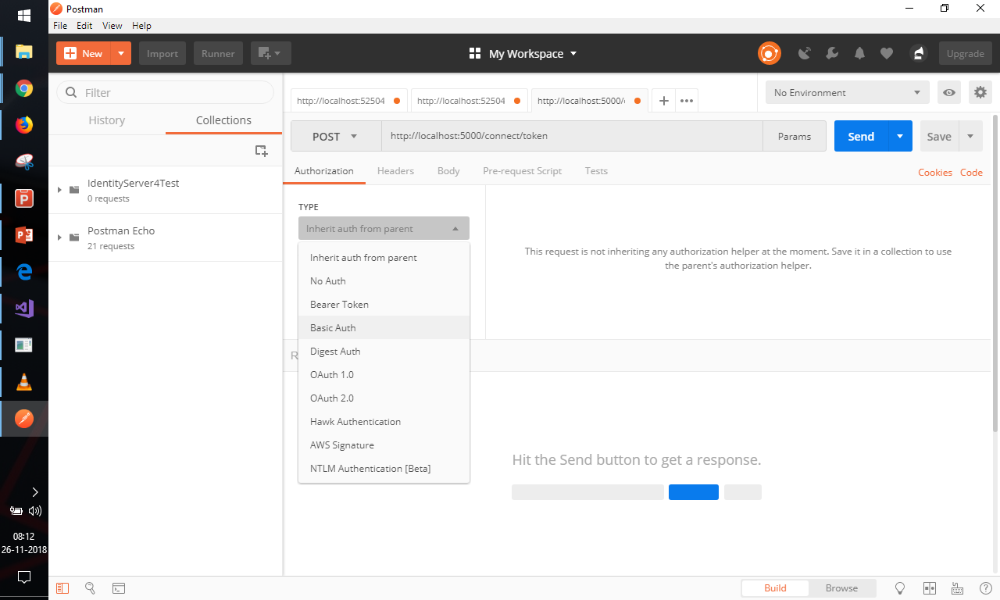 Postman
File Edit View Help
New Import Runner My Workspace Upgrade
Filter
History Collections
IdentityServer4Test
0 requests
Postman Echo
21 requests
http://localhost:52504 http://localhost:52504 http://localhost:5000/
No Environment
POST http://localhost:5000/connect/token Params Send Save
Authorization Headers Body Pre-request Script Tests Cookies Code
TYPE
Inherit auth from parent
Inherit auth from parent
No Auth
Bearer Token
Basic Auth
Digest Auth
OAuth 1.0
OAuth 2.0
Hawk Authentication
AWS Signature
NTLM Authentication [Beta]
This request is not inheriting any authorization helper at the moment. Save it in a collection to use
the parent's authorization helper.
R
Hit the Send button to get a response.
08:12
26-11-2018
Build Browse